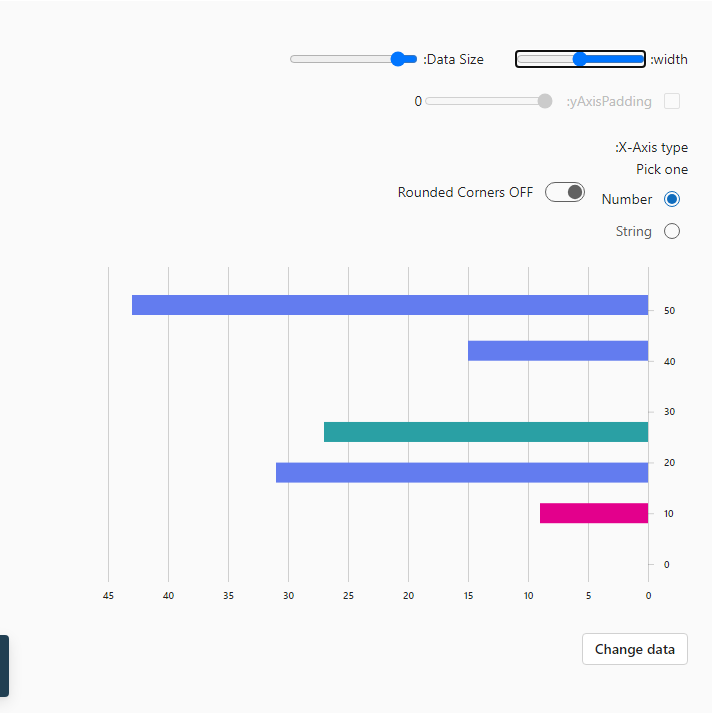 :Data Size
:width
0
:yAxisPadding
:X-Axis type
Pick one
Rounded Corners OFF
Number
String
50
40
30
20
10
0
45 40 35 30 25 20 15 10 5 0
Change data